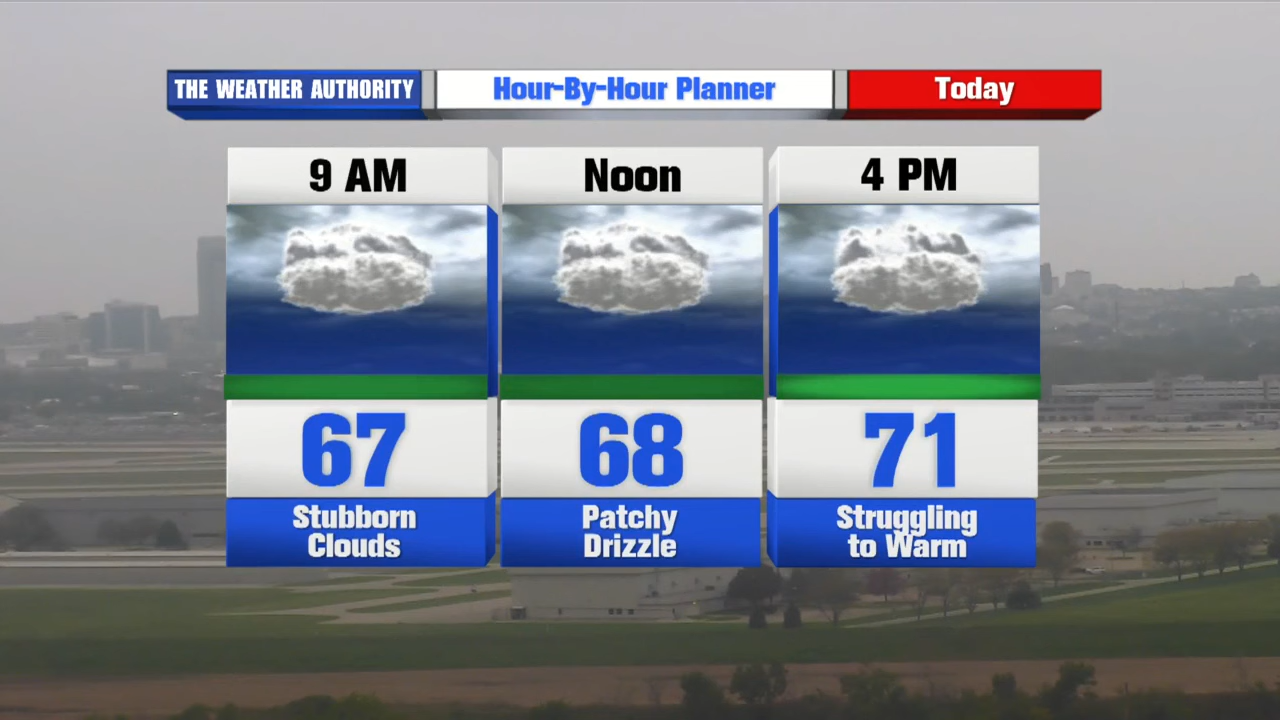 THE WEATHER AUTHORITY
Hour-By-Hour Planner
Today
9 AM
Noon
4 PM
67
68
71
Stubborn
Clouds
Patchy
Drizzle
Struggling
to Warm